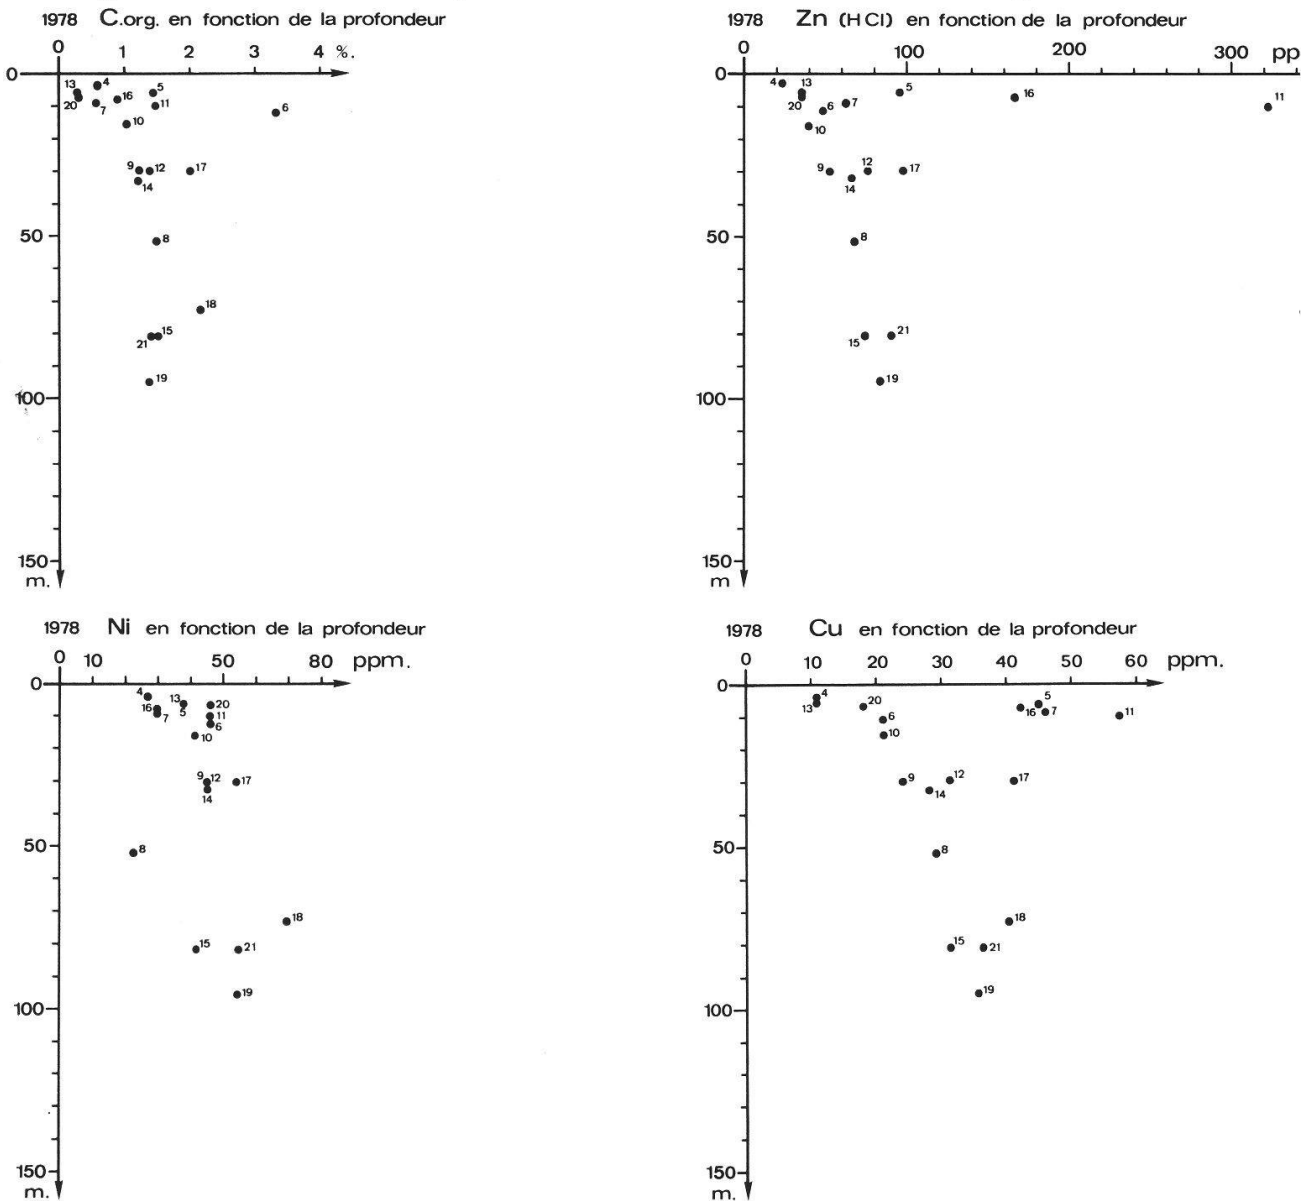 1978 C.org. en fonction de la profondeur
0 1 2 3 4 %.
0
13 4 5
20 7 16 11 6
10
9 12 17
14
50
8
18
15
21
19
100
150
m.
1978 Zn (HCl) en fonction de la profondeur
0 100 200 300 pp
0
4 13 5 16 11
20 6 7
10
9 12 17
14
50
8
21
15
19
100
150
m
1978 Ni en fonction de la profondeur
0 10 50 80 ppm.
0
4 13 20
16 5 11
7 6
10
9 12 17
14
50
8
18
15 21
19
100
150
m.
1978 Cu en fonction de la profondeur
0 10 20 30 40 50 60 ppm.
0
4 20 5
13 6 16 7 11
10
9 12 17
14
50
8
18
15 21
19
100
150
m.